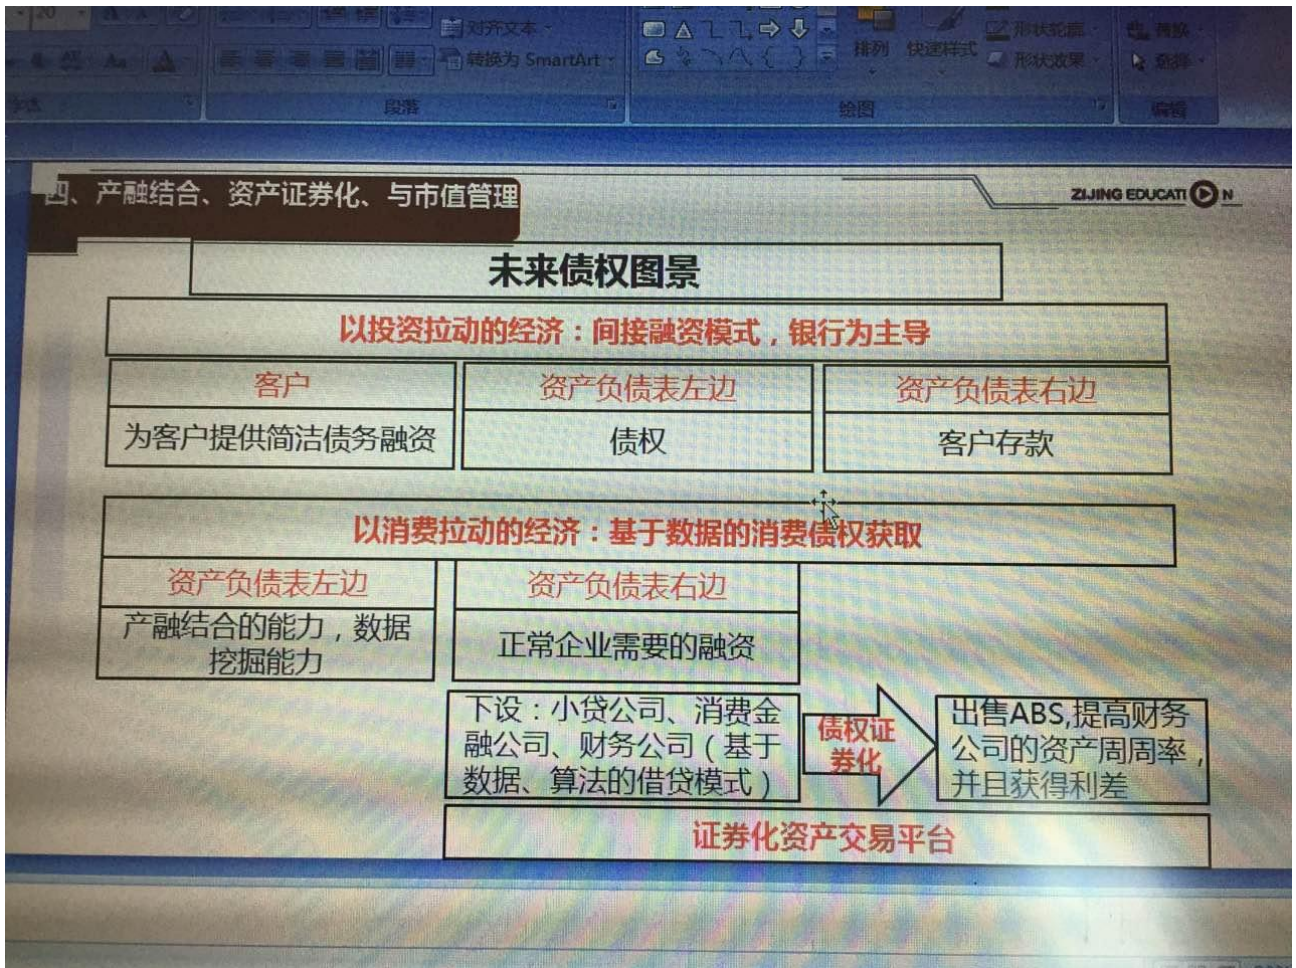 20
对齐文本
转换为 SmartArt
排列
快速样式
形状轮廓
形状效果
替换
选择
段落
绘图
编辑
四、产融结合、资产证券化、与市值管理
ZIJING EDUCATI N
未来债权图景
以投资拉动的经济：间接融资模式，银行为主导
客户
资产负债表左边
资产负债表右边
为客户提供简洁债务融资
债权
客户存款
以消费拉动的经济：基于数据的消费债权获取
资产负债表左边
资产负债表右边
产融结合的能力，数据
挖掘能力
正常企业需要的融资
下设：小贷公司、消费金
融公司、财务公司（基于
数据、算法的借贷模式）
债权证
券化
出售ABS,提高财务
公司的资产周周率，
并且获得利差
证券化资产交易平台